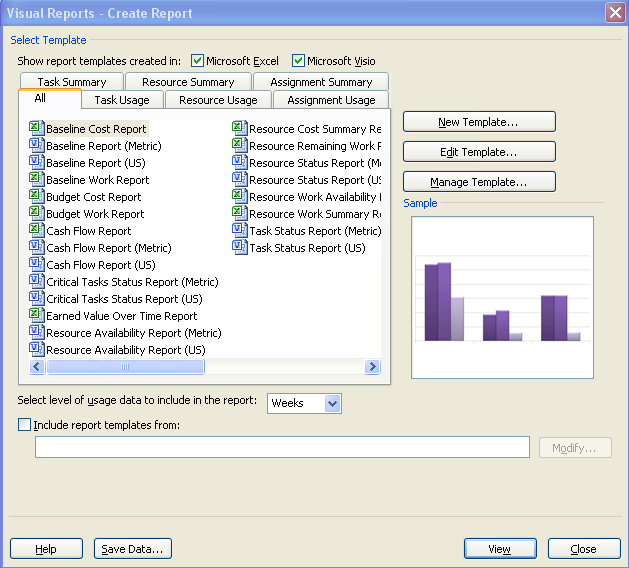 Visual Reports - Create Report
Select Template
Show report templates created in: Microsoft Excel Microsoft Visio
Task Summary Resource Summary Assignment Summary
All Task Usage Resource Usage Assignment Usage
Baseline Cost Report
Baseline Report (Metric)
Baseline Report (US)
Baseline Work Report
Budget Cost Report
Budget Work Report
Cash Flow Report
Cash Flow Report (Metric)
Cash Flow Report (US)
Critical Tasks Status Report (Metric)
Critical Tasks Status Report (US)
Earned Value Over Time Report
Resource Availability Report (Metric)
Resource Availability Report (US)
Resource Cost Summary Re
Resource Remaining Work R
Resource Status Report (M
Resource Status Report (US
Resource Work Availability R
Resource Work Summary Re
Task Status Report (Metric)
Task Status Report (US)
New Template...
Edit Template...
Manage Template...
Sample
Select level of usage data to include in the report: Weeks
Include report templates from:
Modify...
Help Save Data... View Close